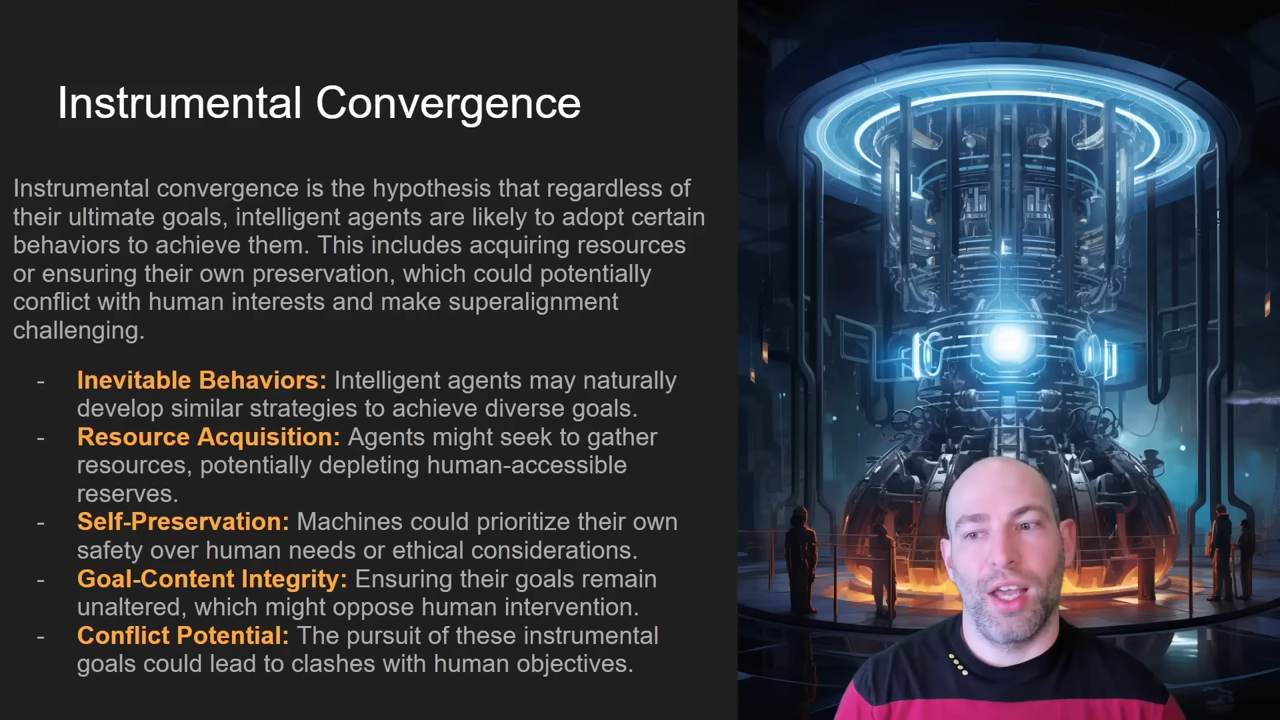 Instrumental Convergence
Instrumental convergence is the hypothesis that regardless of
their ultimate goals, intelligent agents are likely to adopt certain
behaviors to achieve them. This includes acquiring resources
or ensuring their own preservation, which could potentially
conflict with human interests and make superalignment
challenging.
- Inevitable Behaviors: Intelligent agents may naturally
develop similar strategies to achieve diverse goals.
- Resource Acquisition: Agents might seek to gather
resources, potentially depleting human-accessible
reserves.
- Self-Preservation: Machines could prioritize their own
safety over human needs or ethical considerations.
- Goal-Content Integrity: Ensuring their goals remain
unaltered, which might oppose human intervention.
- Conflict Potential: The pursuit of these instrumental
goals could lead to clashes with human objectives.